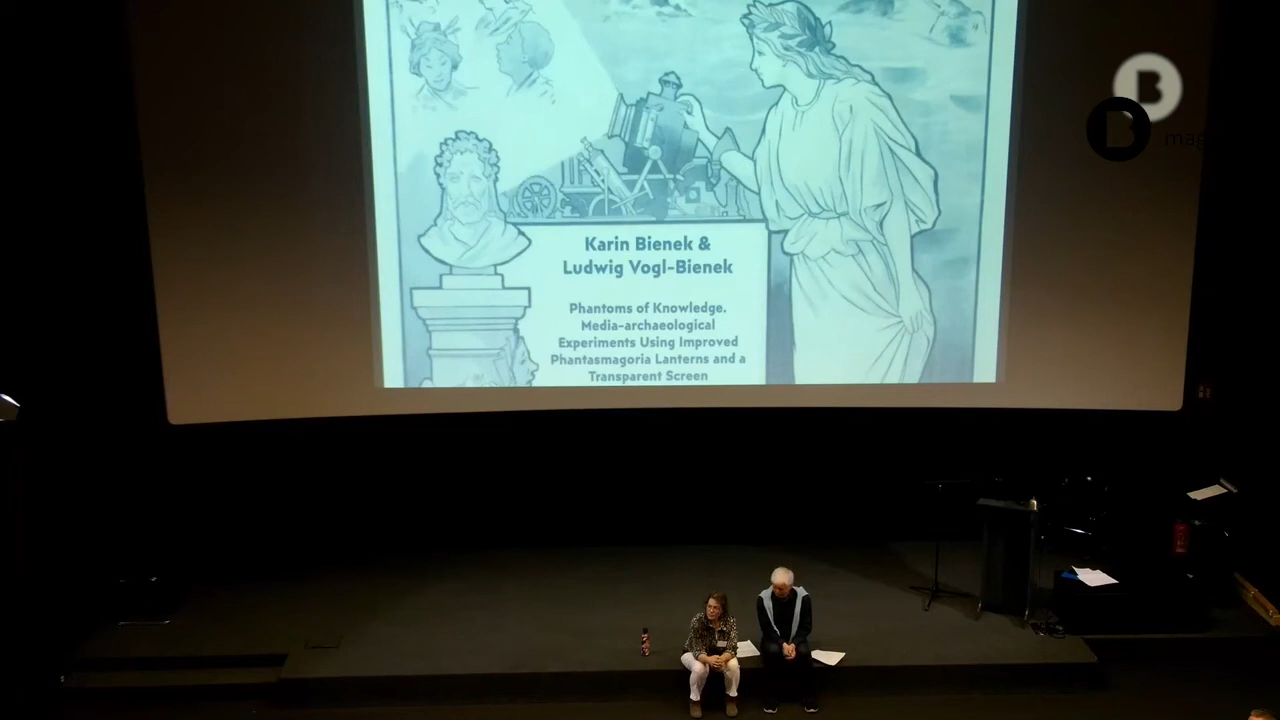 B
B
Karin Bienek &
Ludwig Vogl-Bienek
Phantoms of Knowledge.
Media-archaeological
Experiments Using Improved
Phantasmagoria Lanterns and a
Transparent Screen